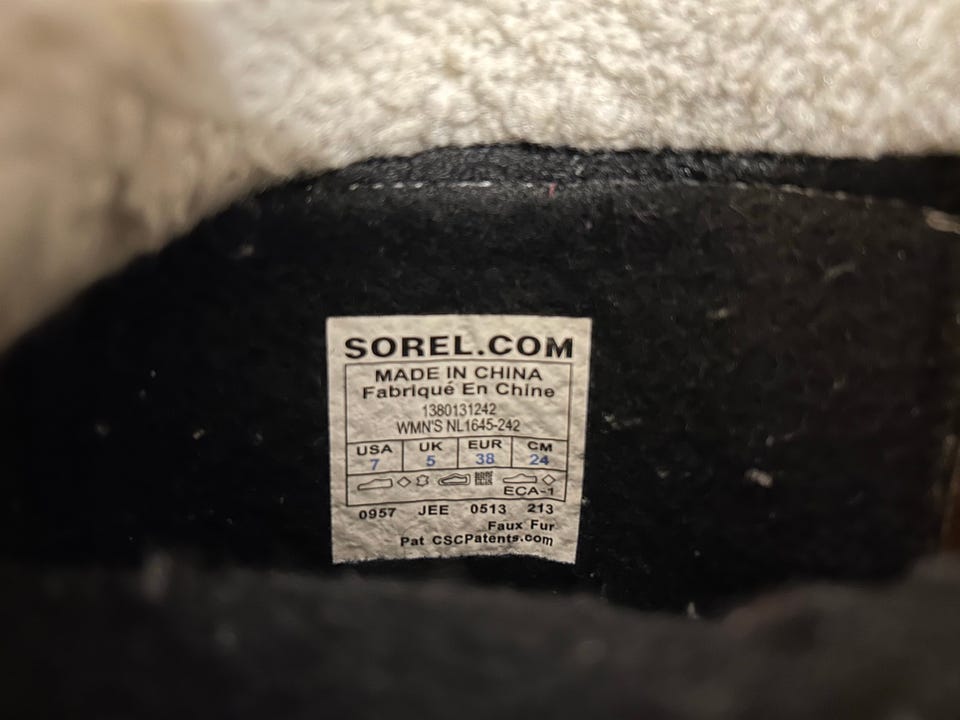 SOREL.COM
MADE IN CHINA
Fabriqué En Chine
1380131242
WMN'S NL1645-242
USA UK EUR CM
7 5 38 24
ECA-1
0957 JEE 0513 213
Faux Fur
Pat CSCPatents.com